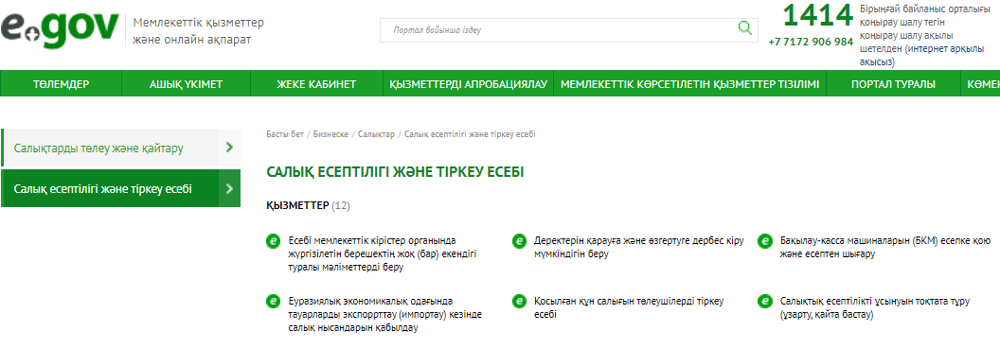 e.gov
Мемлекеттік қызметтер
және онлайн ақпарат
Портал бойынша іздеу
1414
+7 7172 906 984
Бірыңғай байланыс орталығы
қоңырау шалу тегін
қоңырау шалу ақылы
шетелден (интернет арқылы
ақысыз)
ТӨЛЕМДЕР
АШЫҚ ҮКІМЕТ
ЖЕКЕ КАБИНЕТ
ҚЫЗМЕТТЕРДІ АПРОБАЦИЯЛАУ
МЕМЛЕКЕТТІК КӨРСЕТІЛЕТІН ҚЫЗМЕТТЕР ТІЗІЛІМІ
ПОРТАЛ ТУРАЛЫ
КӨМЕК
Салықтарды төлеу және қайтару
Салық есептілігі және тіркеу есебі
Басты бет / Бизнеске / Салықтар / Салық есептілігі және тіркеу есебі
САЛЫҚ ЕСЕПТІЛІГІ ЖӘНЕ ТІРКЕУ ЕСЕБІ
ҚЫЗМЕТТЕР (12)
Есебі мемлекеттік кірістер органында
жүргізілетін берешектің жоқ (бар) екендігі
туралы мәліметтерді беру
Деректерін қарауға және өзгертуге дербес кіру
мүмкіндігін беру
Бақылау-касса машиналарын (БКМ) есепке қою
және есептен шығару
Еуразиялық экономикалық одағында
тауарларды экспорттау (импортау) кезінде
салық нысандарын қабылдау
Қосылған құн салығын төлеушілерді тіркеу
есебі
Салықтық есептілікті ұсынуын тоқтата тұру
(ұзарту, қайта бастау)